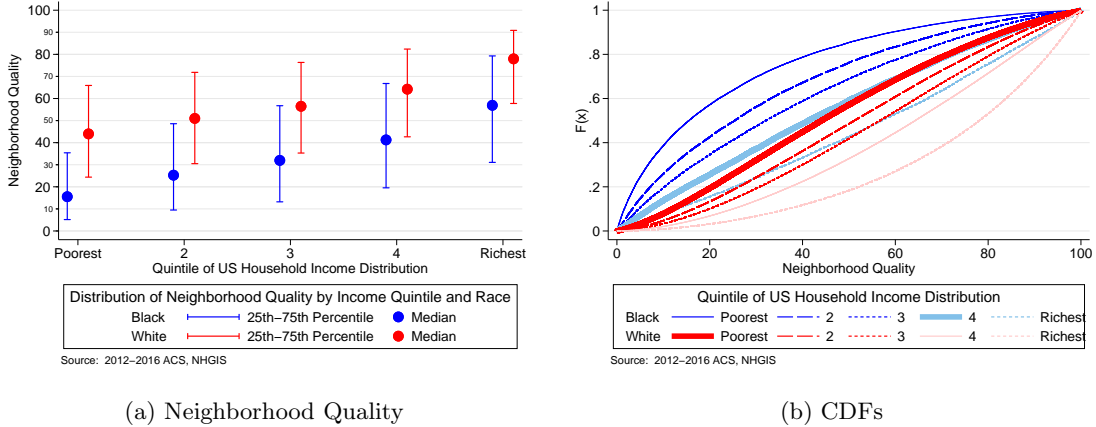 100
90
80
70
60
50
40
30
20
10
0
Neighborhood Quality
Poorest 2 3 4 Richest
Quintile of US Household Income Distribution
Distribution of Neighborhood Quality by Income Quintile and Race
Black 25th−75th Percentile Median
White 25th−75th Percentile Median
Source: 2012−2016 ACS, NHGIS
(a) Neighborhood Quality
1
.8
.6
.4
.2
0
F(x)
0 20 40 60 80 100
Neighborhood Quality
Quintile of US Household Income Distribution
Black Poorest 2 3 4 Richest
White Poorest 2 3 4 Richest
Source: 2012−2016 ACS, NHGIS
(b) CDFs